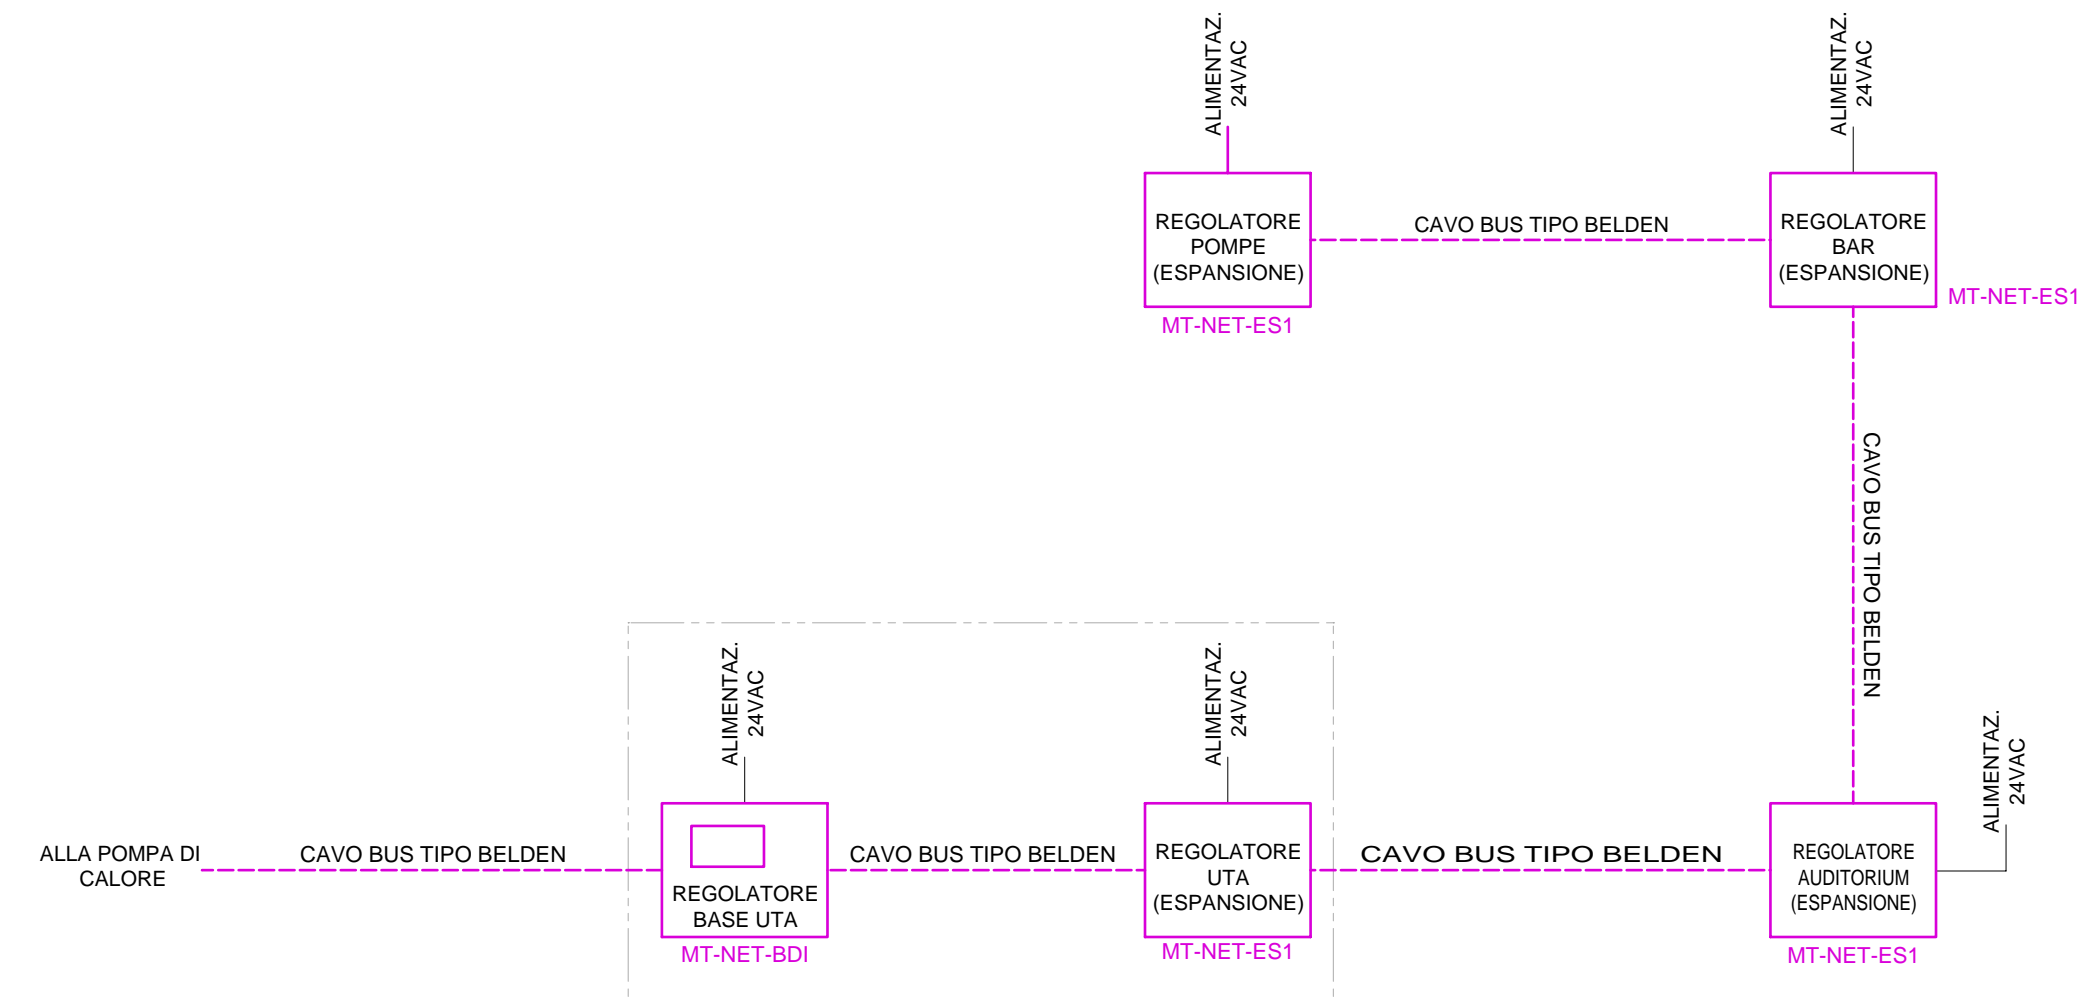 ALIMENTAZ.
24VAC
ALIMENTAZ.
24VAC
REGOLATORE
POMPE
(ESPANSIONE)
MT-NET-ES1
CAVO BUS TIPO BELDEN
REGOLATORE
BAR
(ESPANSIONE)
MT-NET-ES1
CAVO BUS TIPO BELDEN
ALIMENTAZ.
24VAC
ALIMENTAZ.
24VAC
ALIMENTAZ.
24VAC
ALLA POMPA DI
CALORE
CAVO BUS TIPO BELDEN
REGOLATORE
BASE UTA
MT-NET-BDI
CAVO BUS TIPO BELDEN
REGOLATORE
UTA
(ESPANSIONE)
MT-NET-ES1
CAVO BUS TIPO BELDEN
REGOLATORE
AUDITORIUM
(ESPANSIONE)
MT-NET-ES1